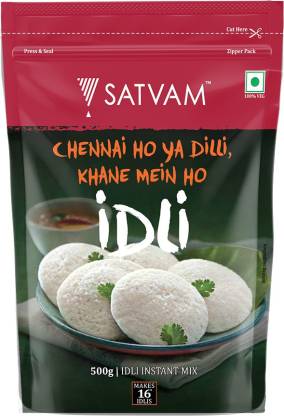 Cut Here
Press & Seal
Zipper Pack
SATVAM™
100% VEG
CHENNAI HO YA DILLI,
KHANE MEIN HO
IDLI
500g | IDLI INSTANT MIX
MAKES
16
IDLIS